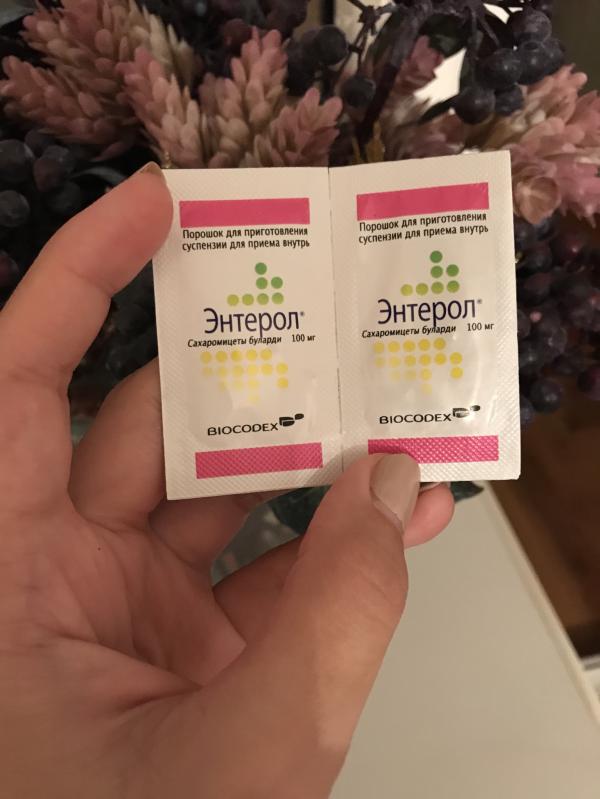 Порошок для приготовления
суспензии для приема внутрь
Энтерол®
Сахаромицеты буларди 100 мг
BIOCODEX
Порошок для приготовления
суспензии для приема внутрь
Энтерол®
Сахаромицеты буларди 100 мг
BIOCODEX